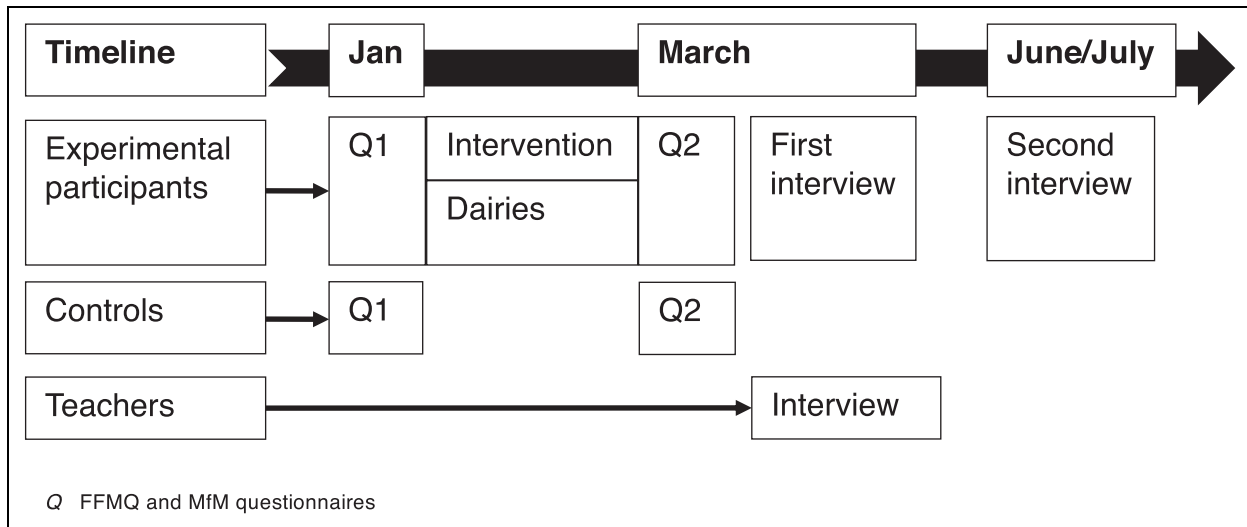 Timeline Jan March June/July
Experimental participants Q1 Intervention Q2 First interview Second interview
Dairies
Controls Q1 Q2
Teachers Interview
Q FFMQ and MfM questionnaires